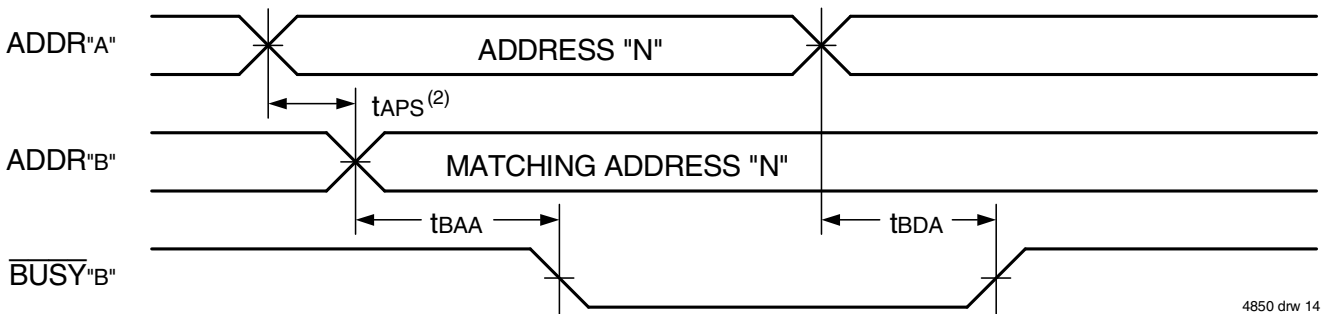 ADDR"A"
ADDRESS "N"
tAPS(2)
ADDR"B"
MATCHING ADDRESS "N"
tBAA
tBDA
BUSY"B"
4850 drw 14